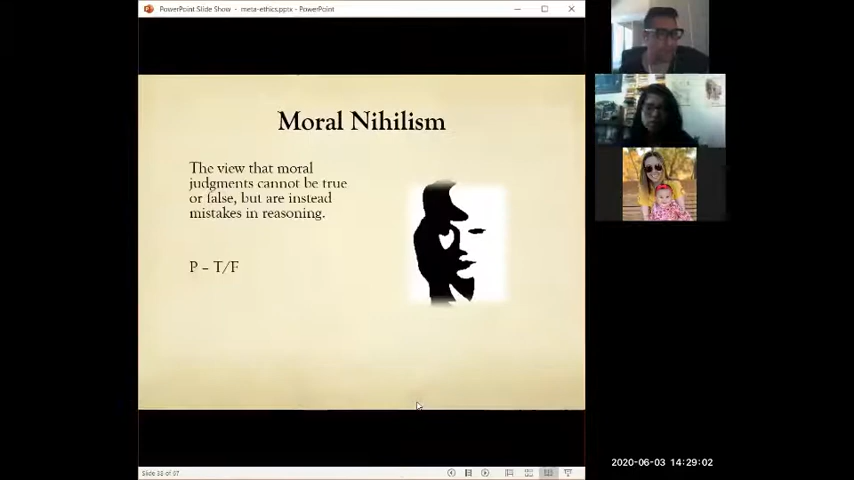 PowerPoint Slide Show - meta-ethics.pptx - PowerPoint
Moral Nihilism
The view that moral
judgments cannot be true
or false, but are instead
mistakes in reasoning.
P – T/F
2020-06-03 14:29:02